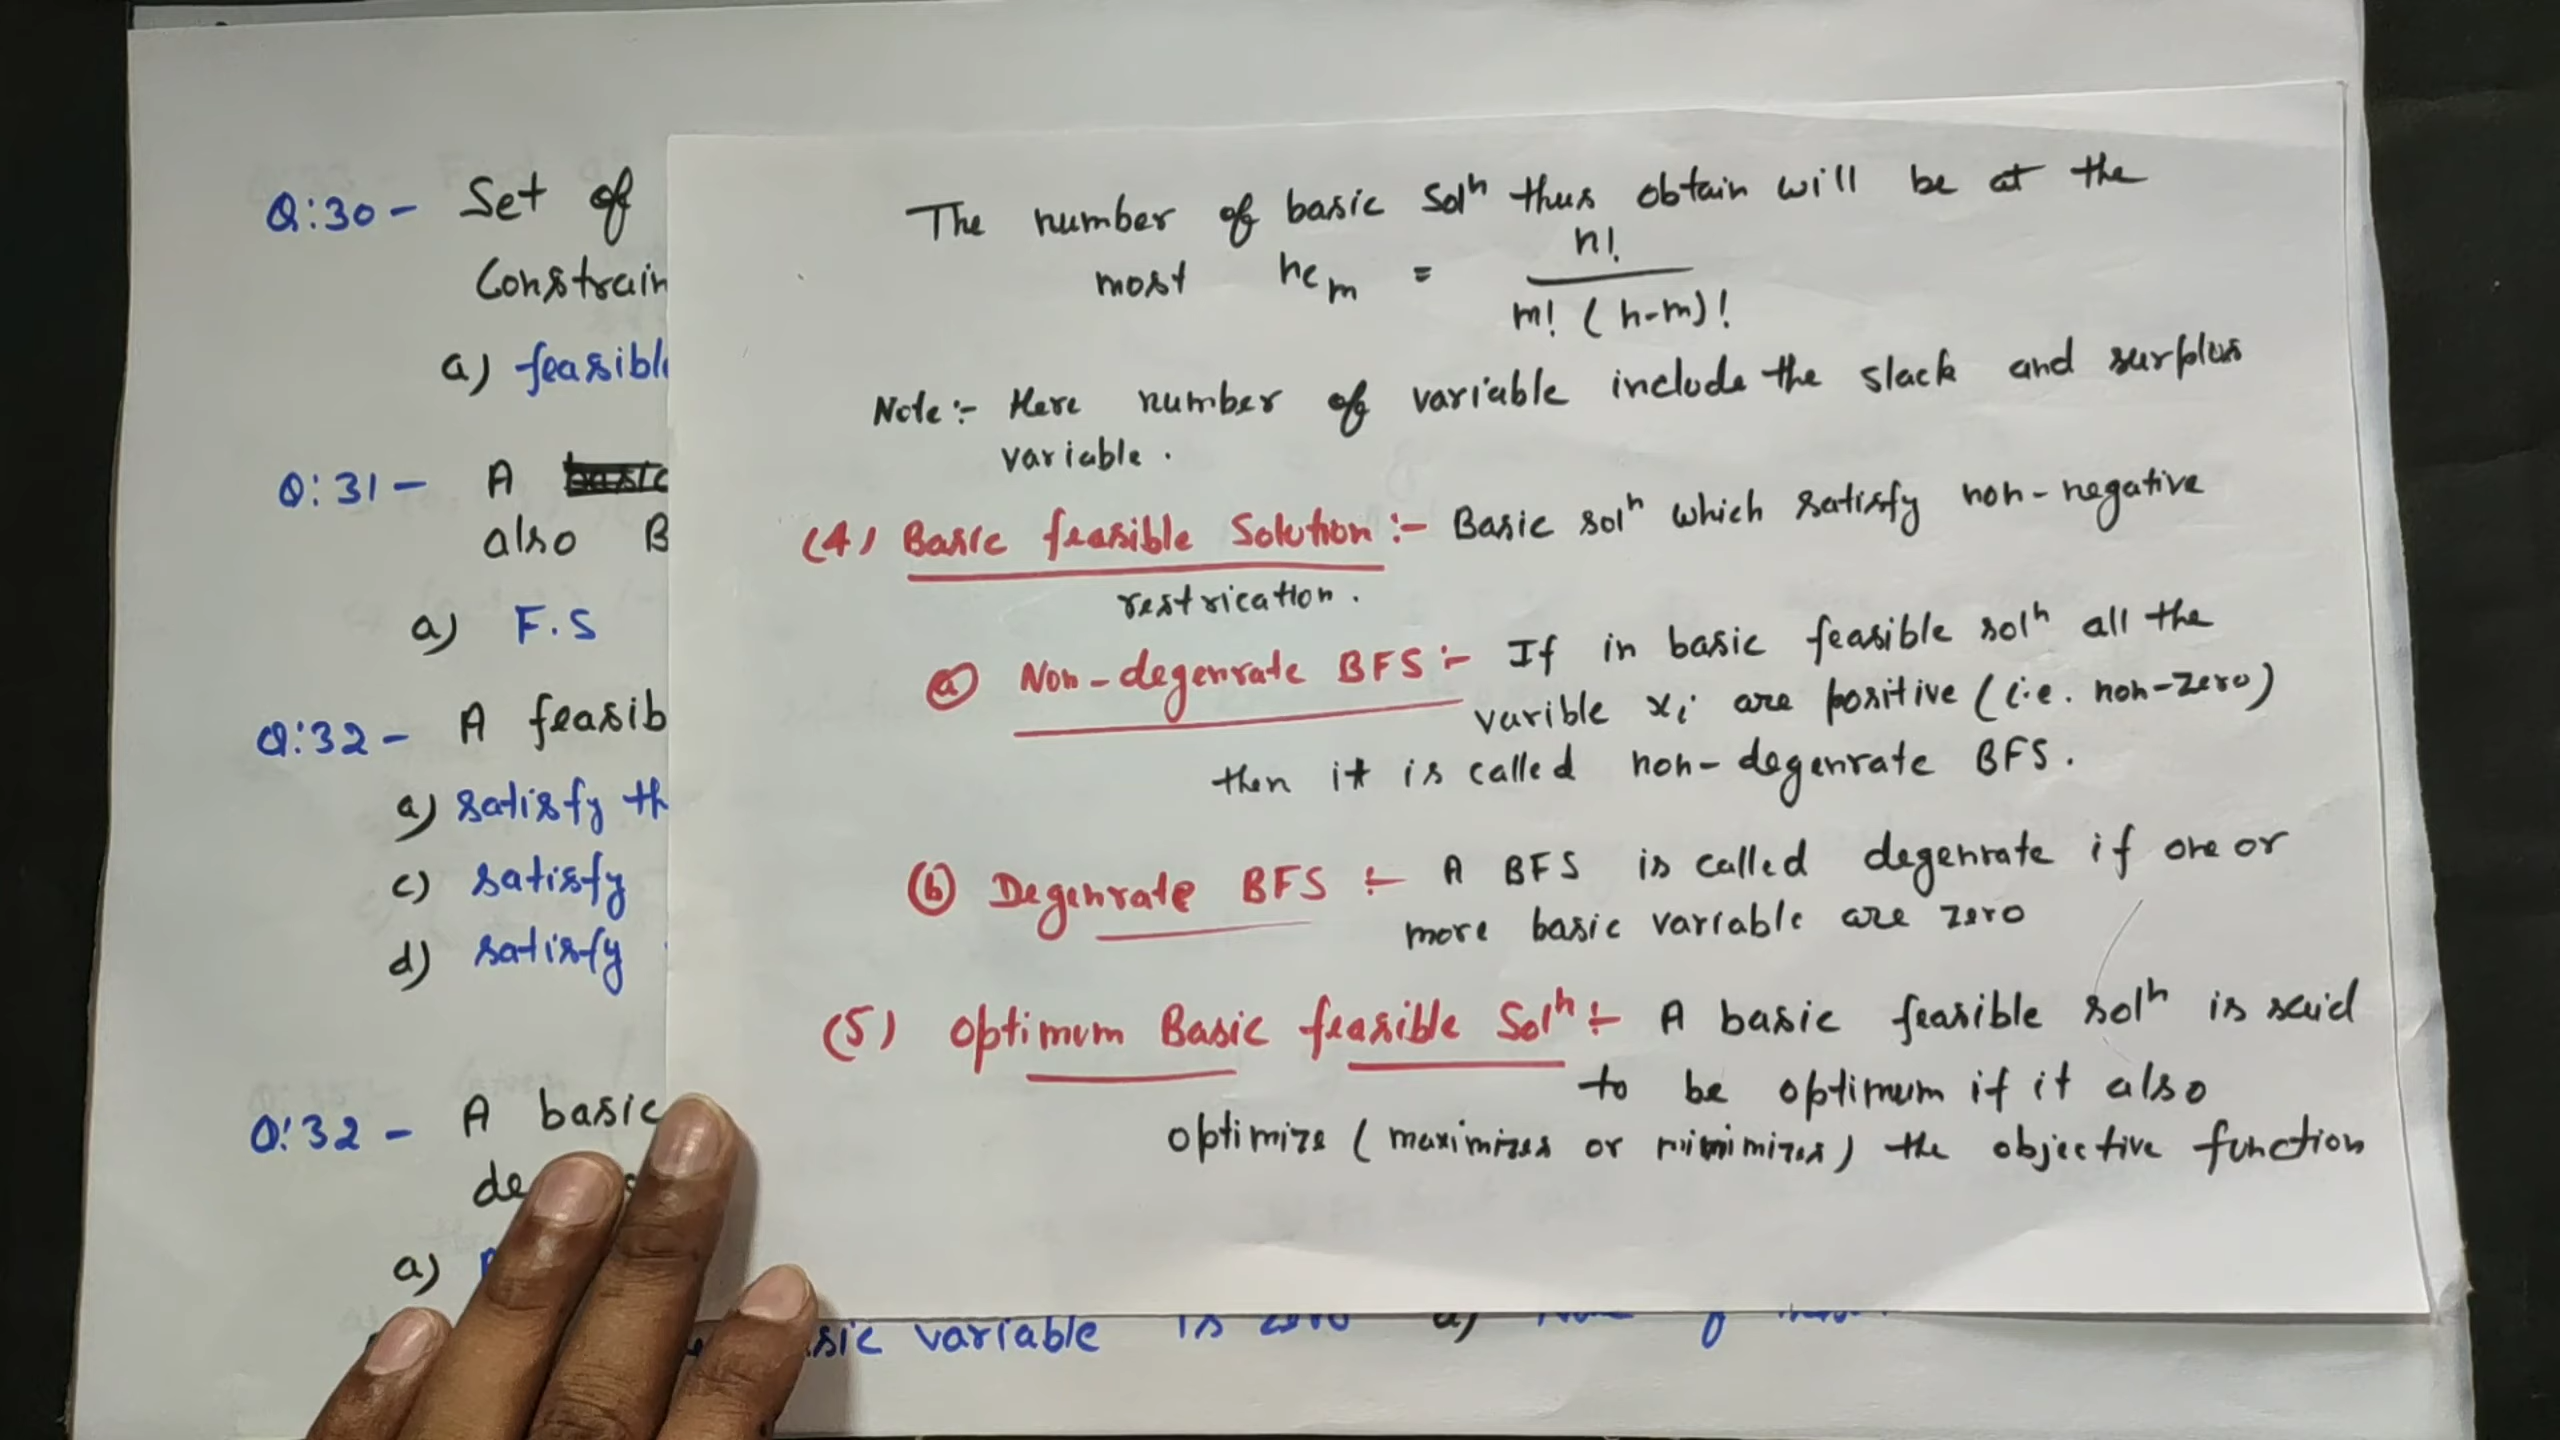 Q:30- Set of
Constrain
a) feasibl
Q:31- A
also B
a) F.S
Q:32- A feasib
a) satisfy th
c) satisfy
d) satisfy
Q:32- A basic
de
a)
The number of basic Solⁿ thus obtain will be at the
most ncₘ = n! / m! (n-m)!
Note:- Here number of variable include the slack and surplus
variable.
(4) Basic feasible Solution:- Basic solⁿ which satisfy non-negative
restrication.
(a) Non-degenrate BFS:- If in basic feasible solⁿ all the
varible xᵢ are positive (i.e. non-zero)
then it is called non-degenrate BFS.
(b) Degenrate BFS :- A BFS is called degenrate if one or
more basic variable are zero
(5) Optimum Basic feasible Solⁿ:- A basic feasible solⁿ is said
to be optimum if it also
optimize (maximizes or minimizes) the objective function
sic variable is zero